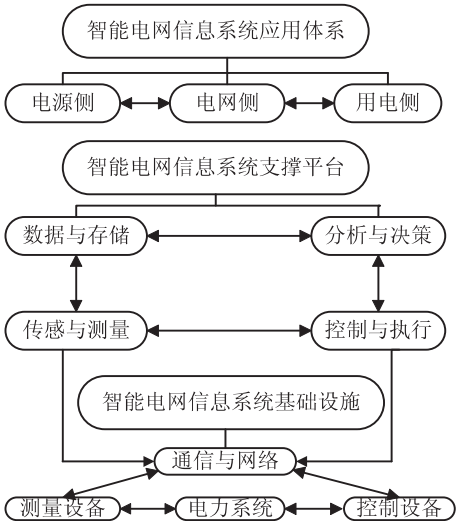 智能电网信息系统应用体系
电源侧
电网侧
用电侧
智能电网信息系统支撑平台
数据与存储
分析与决策
传感与测量
控制与执行
智能电网信息系统基础设施
通信与网络
测量设备
电力系统
控制设备